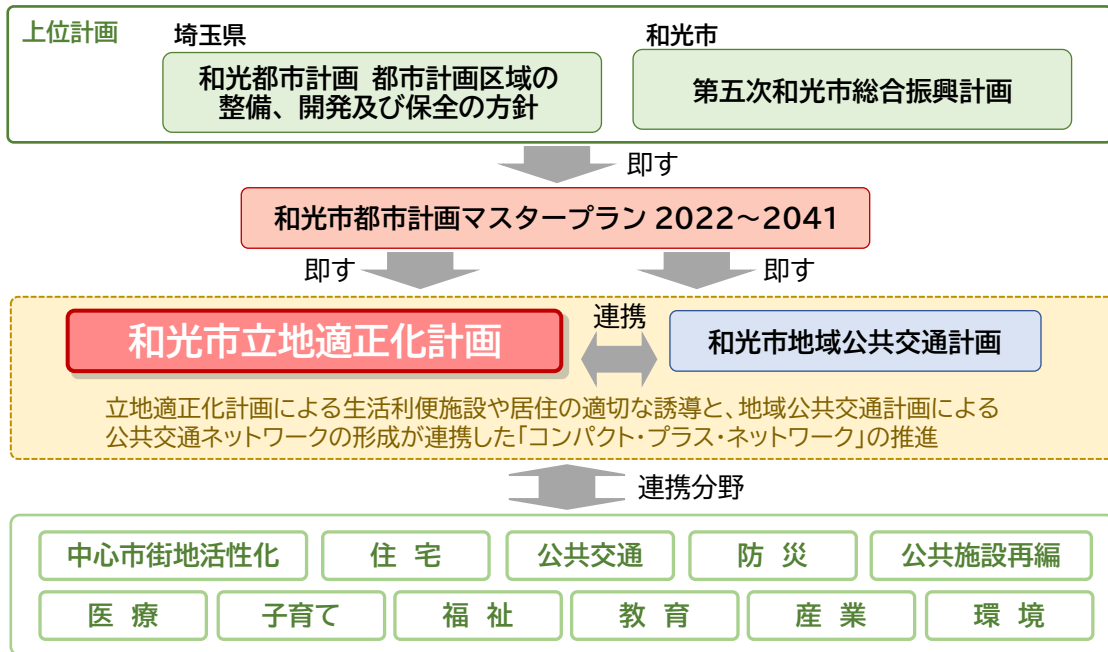 上位計画
埼玉県
和光都市計画 都市計画区域の
整備、開発及び保全の方針
和光市
第五次和光市総合振興計画
即す
和光市都市計画マスタープラン 2022～2041
即す
即す
和光市立地適正化計画
連携
和光市地域公共交通計画
立地適正化計画による生活利便施設や居住の適切な誘導と、地域公共交通計画による
公共交通ネットワークの形成が連携した「コンパクト・プラス・ネットワーク」の推進
連携分野
中心市街地活性化
住 宅
公共交通
防 災
公共施設再編
医 療
子育て
福 祉
教 育
産 業
環 境